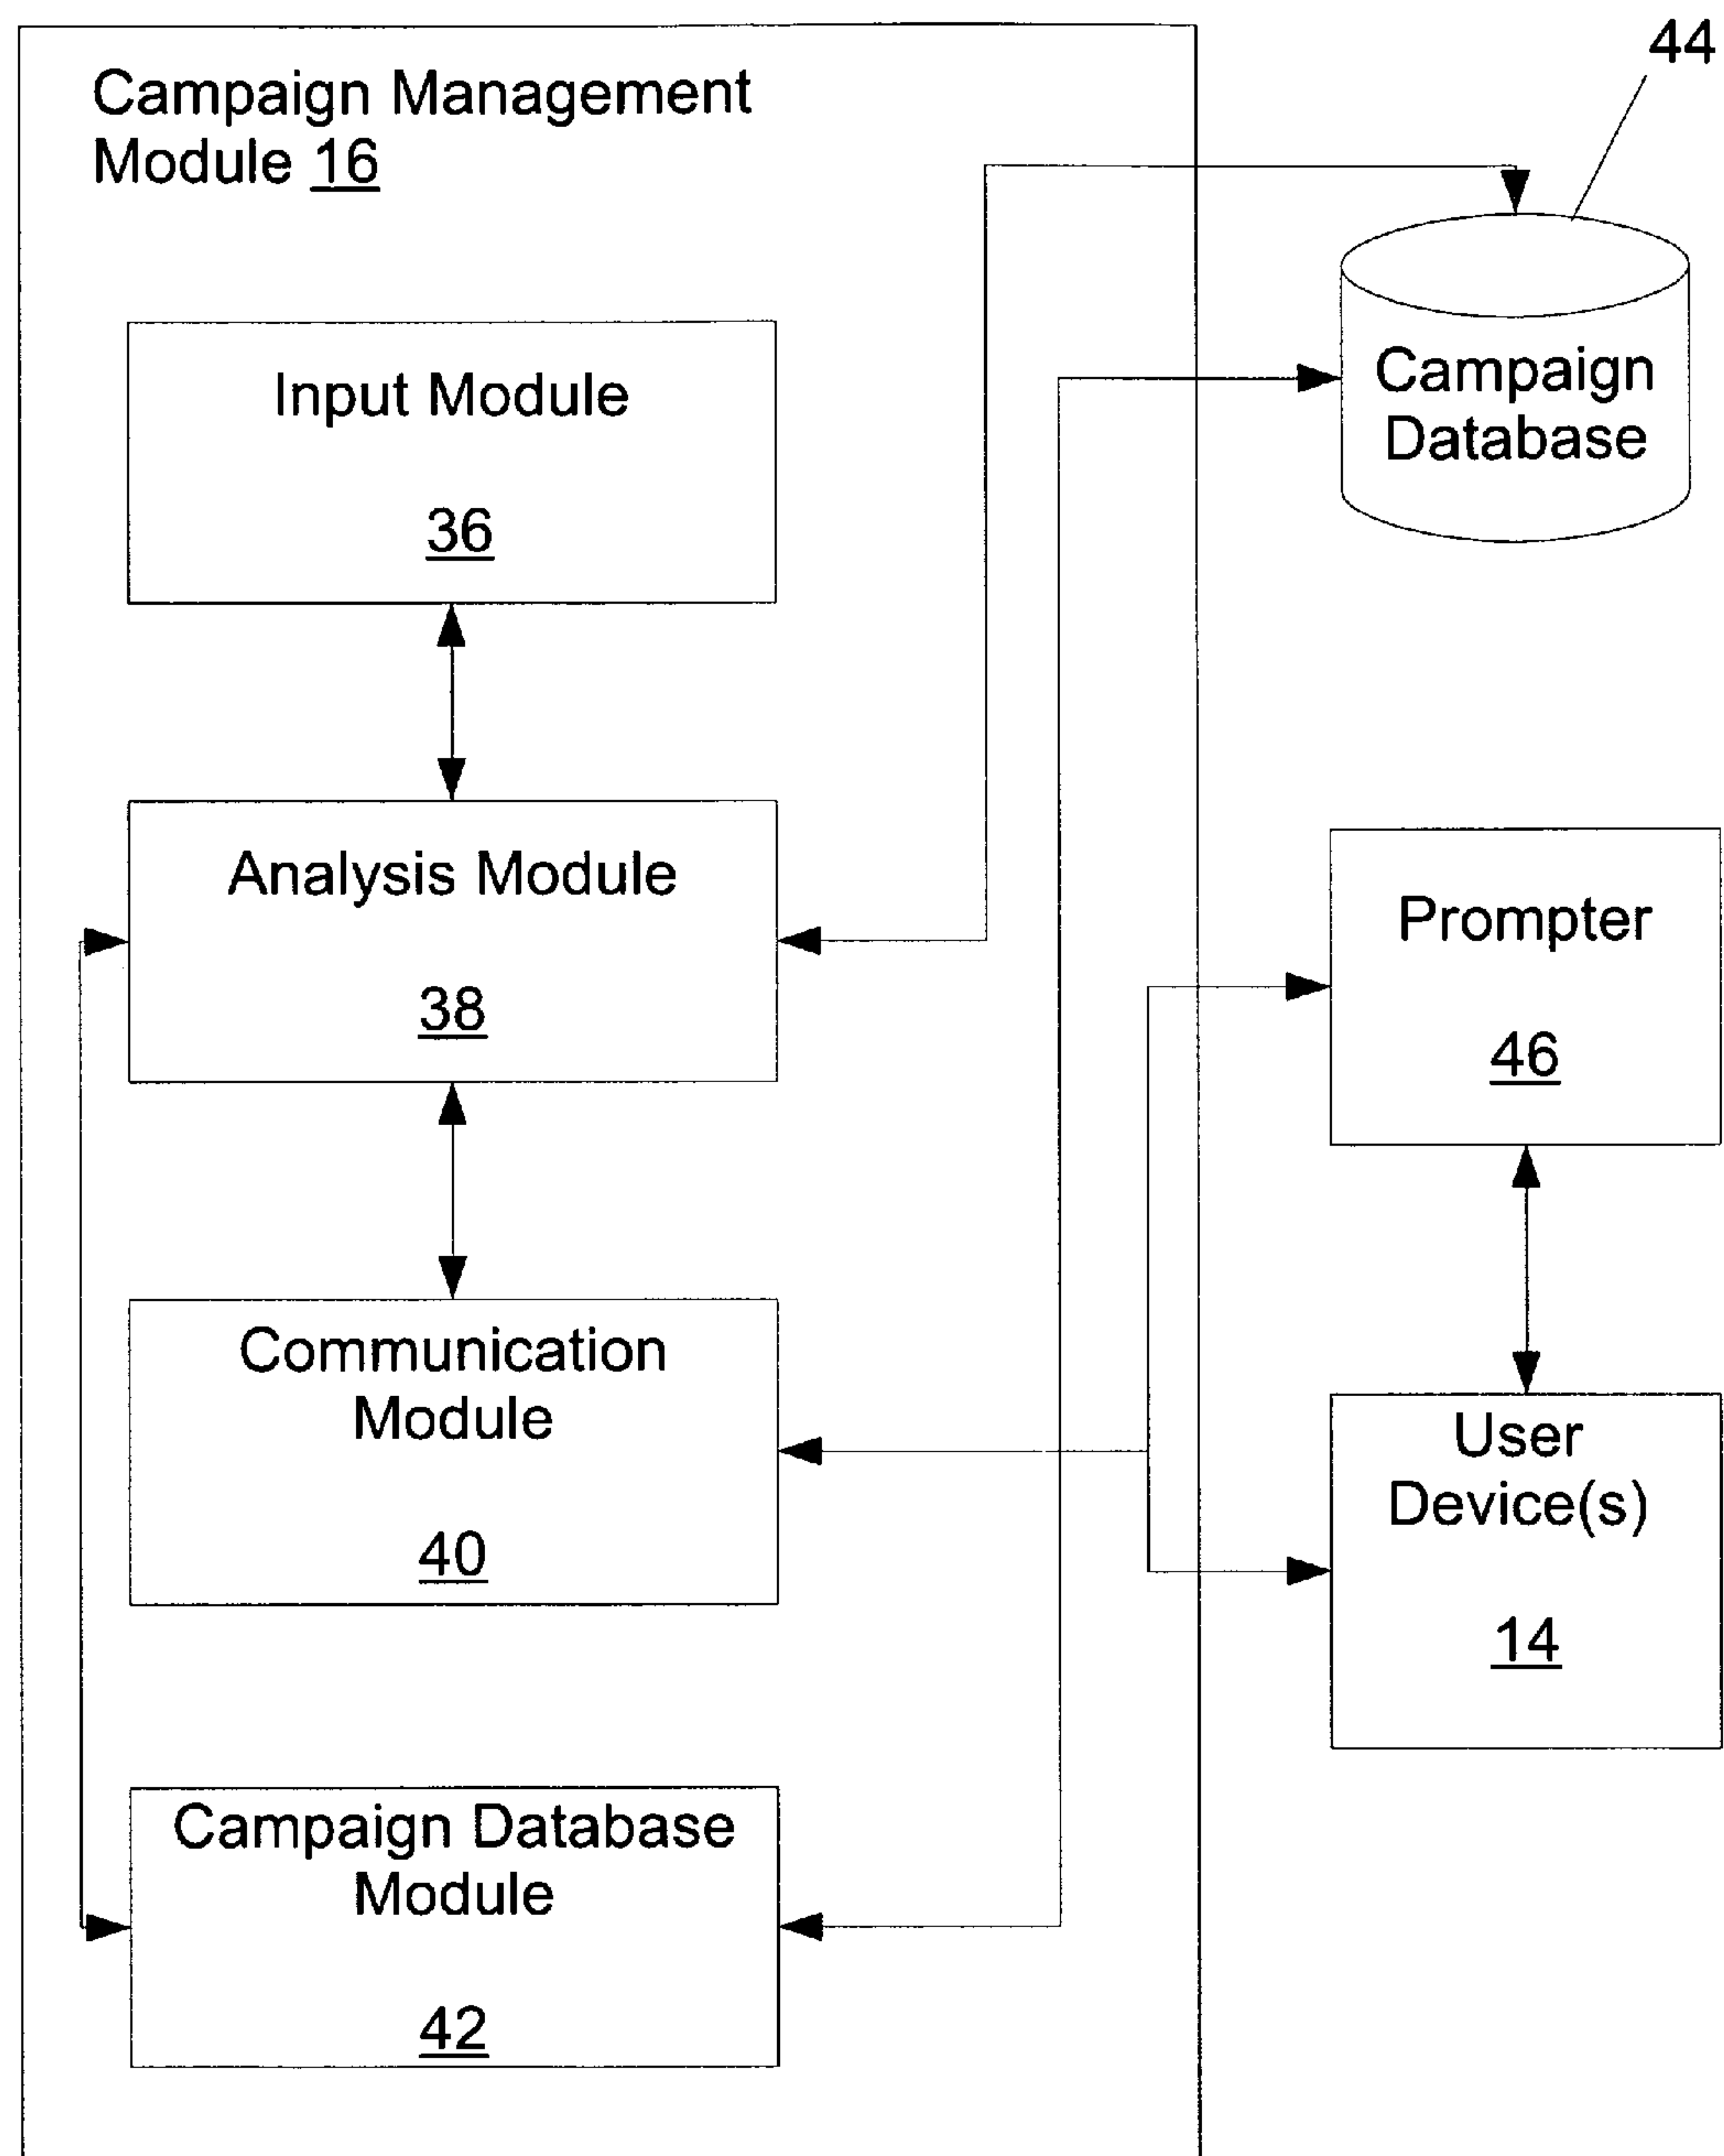 44
Campaign Management
Module 16
Input Module
36
Campaign
Database
Analysis Module
38
Prompter
46
Communication
Module
40
User
Device(s)
14
Campaign Database
Module
42